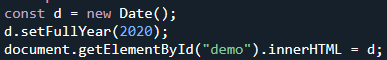 const d = new Date();
d.setFullYear(2020);
document.getElementById("demo").innerHTML = d;